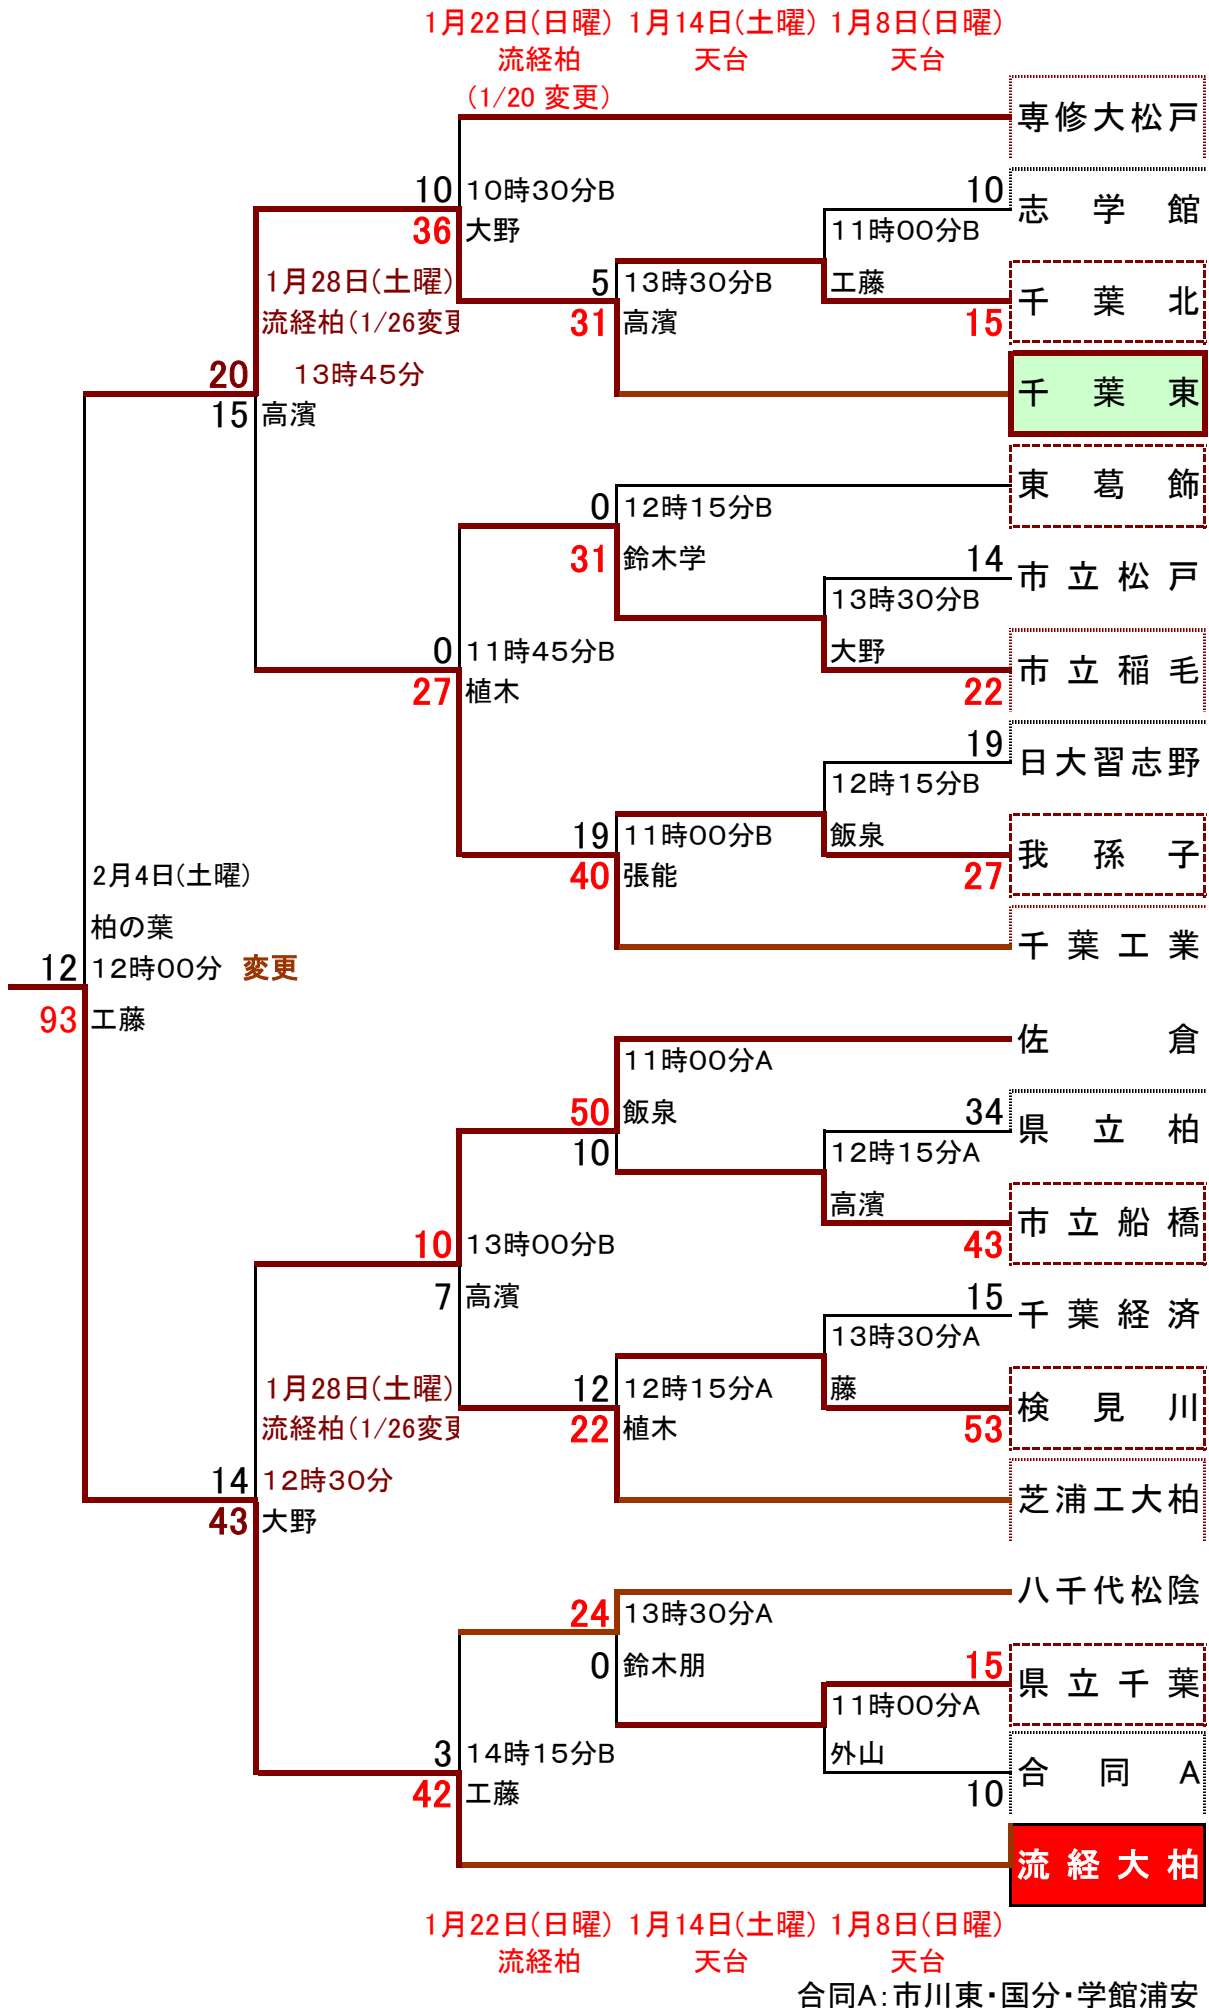 1月22日(日曜) 1月14日(土曜) 1月8日(日曜)
流経柏 天台 天台
(1/20 変更)
専修大松戸
10 10時30分B 10 志学館
36 大野 11時00分B
1月28日(土曜) 5 13時30分B 工藤 千葉北
流経柏(1/26変更 31 高濱 15
20 13時45分 千葉東
15 高濱
東葛飾
0 12時15分B
31 鈴木学 14 市立松戸
13時30分B
0 11時45分B 大野 市立稲毛
27 植木 22
19 日大習志野
12時15分B
19 11時00分B 飯泉 我孫子
40 張能 27
2月4日(土曜)
柏の葉 千葉工業
12 12時00分 変更
93 工藤
佐倉
11時00分A
50 飯泉 34 県立柏
10 12時15分A
高濱 市立船橋
10 13時00分B 43
7 高濱 15 千葉経済
13時30分A
1月28日(土曜) 12 12時15分A 藤 検見川
流経柏(1/26変更 22 植木 53
14 12時30分 芝浦工大柏
43 大野
八千代松陰
24 13時30分A
0 鈴木朋 15 県立千葉
11時00分A
3 14時15分B 外山 合同A
42 工藤 10
流経大柏
1月22日(日曜) 1月14日(土曜) 1月8日(日曜)
流経柏 天台 天台
合同A:市川東・国分・学館浦安